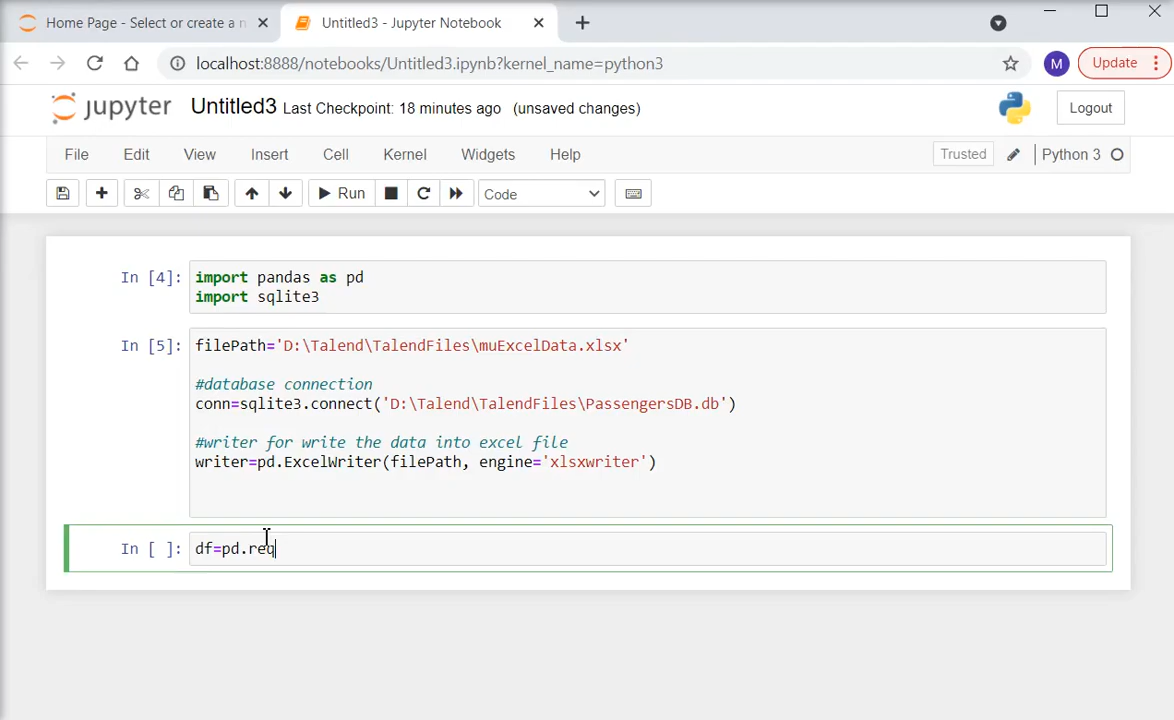 Home Page - Select or create a n
Untitled3 - Jupyter Notebook
localhost:8888/notebooks/Untitled3.ipynb?kernel_name=python3
M
Update
jupyter
Untitled3 Last Checkpoint: 18 minutes ago (unsaved changes)
Logout
File Edit View Insert Cell Kernel Widgets Help
Trusted
Python 3
Run
Code
In [4]: import pandas as pd
import sqlite3
In [5]: filePath='D:\Talend\TalendFiles\muExcelData.xlsx'
#database connection
conn=sqlite3.connect('D:\Talend\TalendFiles\PassengersDB.db')
#writer for write the data into excel file
writer=pd.ExcelWriter(filePath, engine='xlsxwriter')
In [ ]: df=pd.req